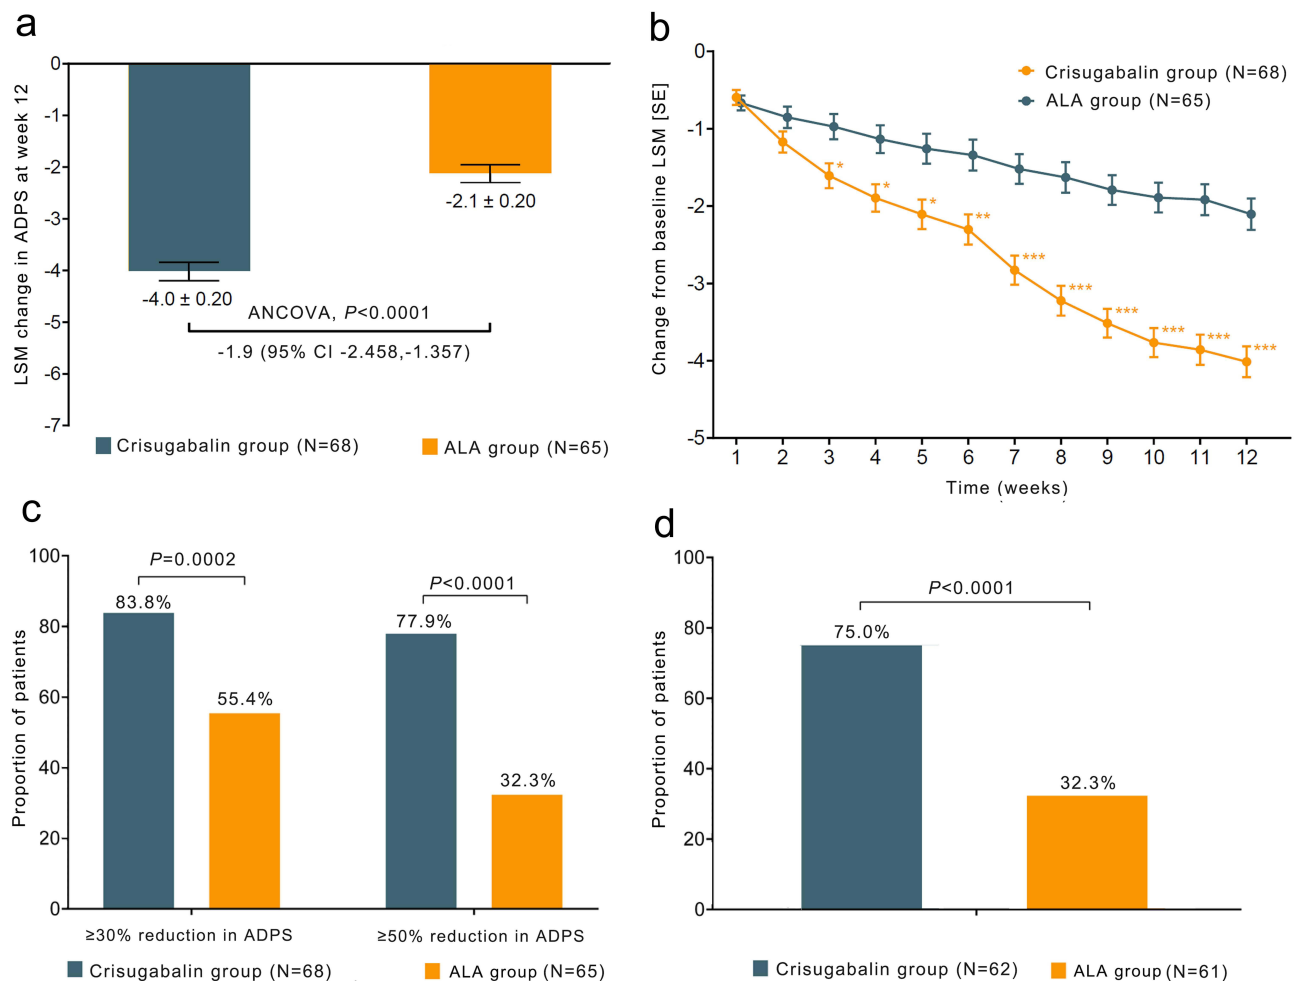 a
LSM change in ADPS at week 12
0
-1
-2
-3
-4
-5
-6
-7
-4.0 ± 0.20
-2.1 ± 0.20
ANCOVA, P<0.0001
-1.9 (95% CI -2.458,-1.357)
Crisugabalin group (N=68)
ALA group (N=65)
b
Change from baseline LSM [SE]
0
-1
-2
-3
-4
-5
Crisugabalin group (N=68)
ALA group (N=65)
* * * ** *** *** *** *** *** ***
1 2 3 4 5 6 7 8 9 10 11 12
Time (weeks)
c
Proportion of patients
100
80
60
40
20
0
P=0.0002
83.8%
55.4%
P<0.0001
77.9%
32.3%
≥30% reduction in ADPS
≥50% reduction in ADPS
Crisugabalin group (N=68)
ALA group (N=65)
d
Proportion of patients
100
80
60
40
20
0
P<0.0001
75.0%
32.3%
Crisugabalin group (N=62)
ALA group (N=61)